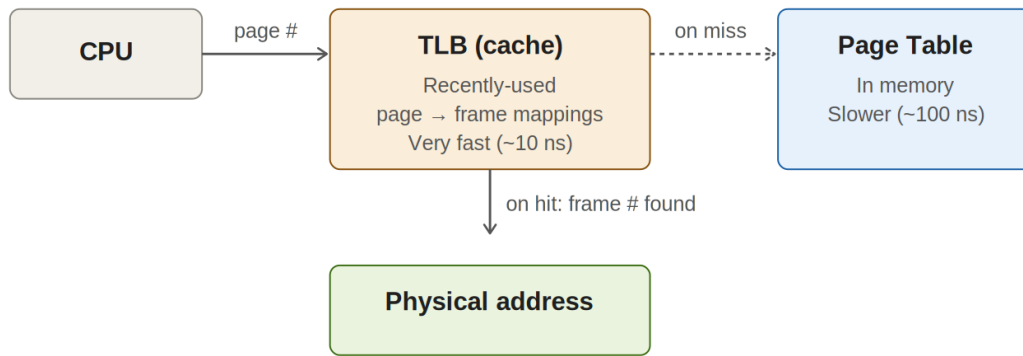 CPU
page #
TLB (cache)
Recently-used
page → frame mappings
Very fast (~10 ns)
on miss
Page Table
In memory
Slower (~100 ns)
on hit: frame # found
Physical address